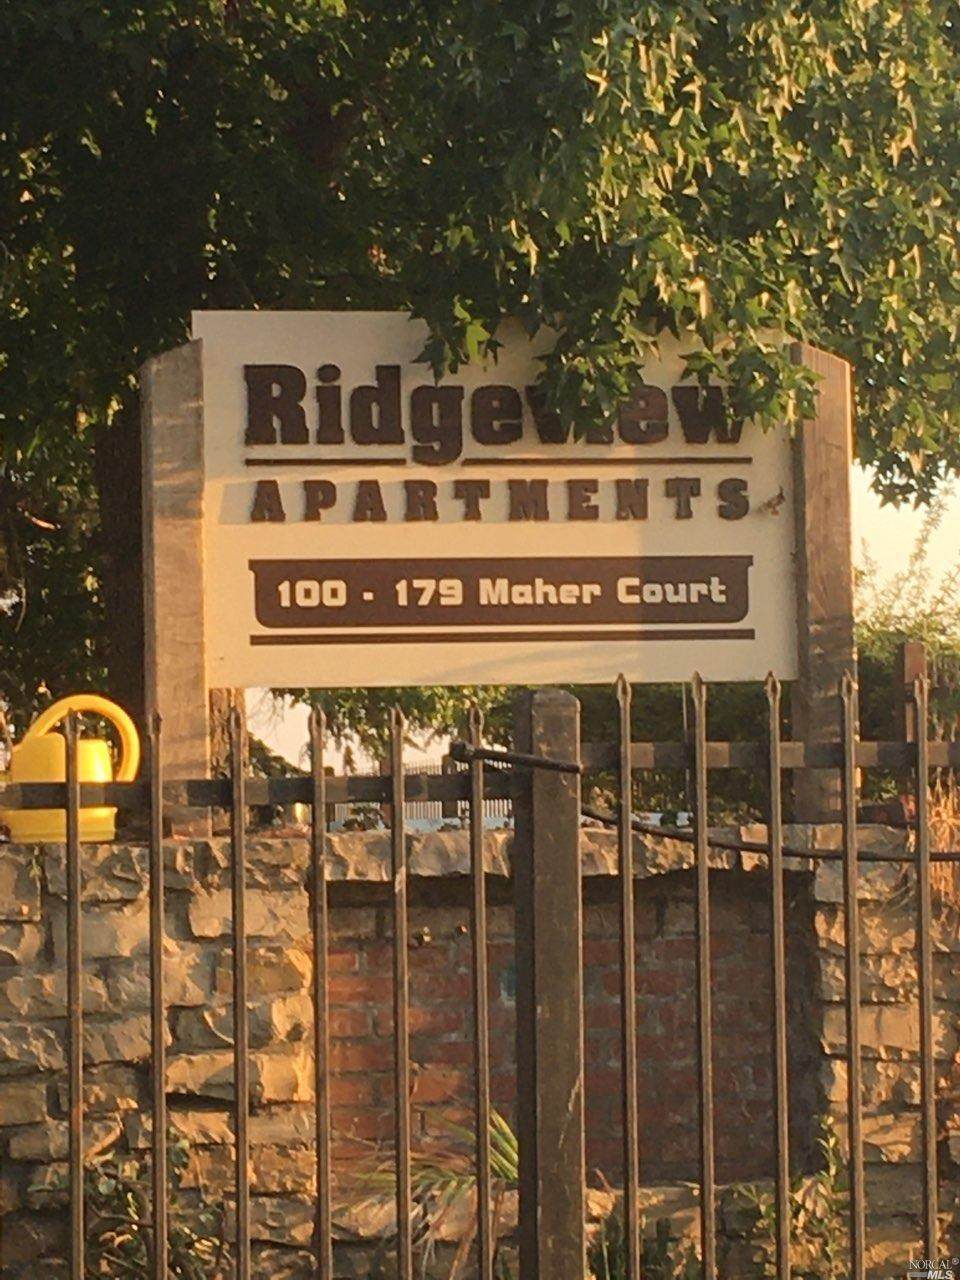 Ridgeview
APARTMENTS
100 - 179 Maher Court
NORCAL®
MLS